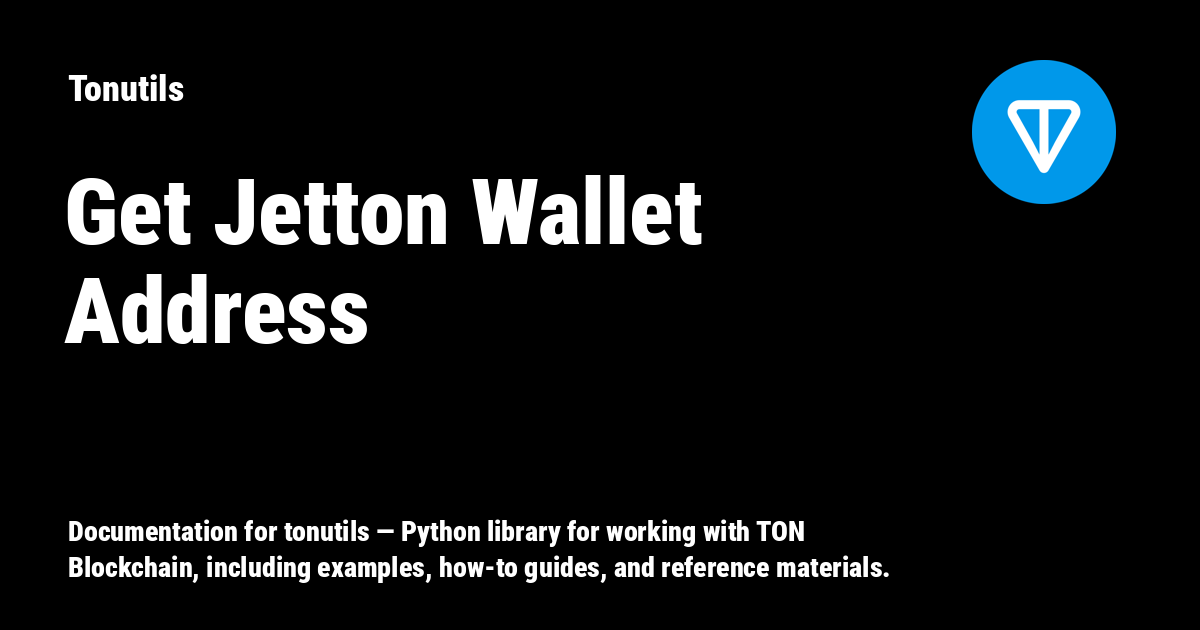 Tonutils
Get Jetton Wallet
Address
Documentation for tonutils — Python library for working with TON
Blockchain, including examples, how-to guides, and reference materials.